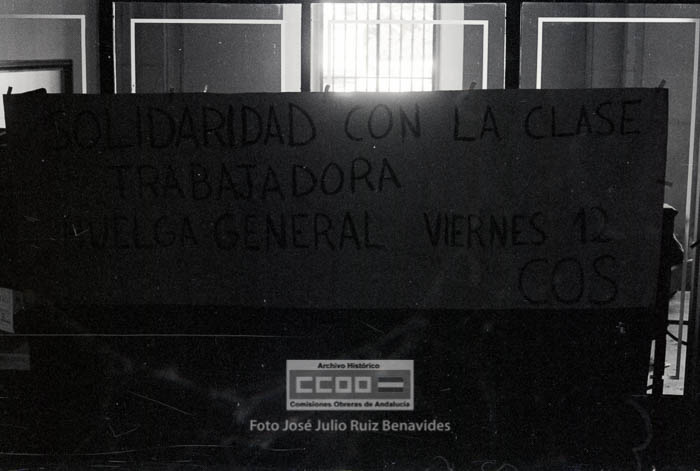 SOLIDARIDAD CON LA CLASE
TRABAJADORA
HUELGA GENERAL VIERNES 12
COS
Archivo Histórico
CCOO
Comisiones Obreras de Andalucía
Foto José Julio Ruiz Benavides